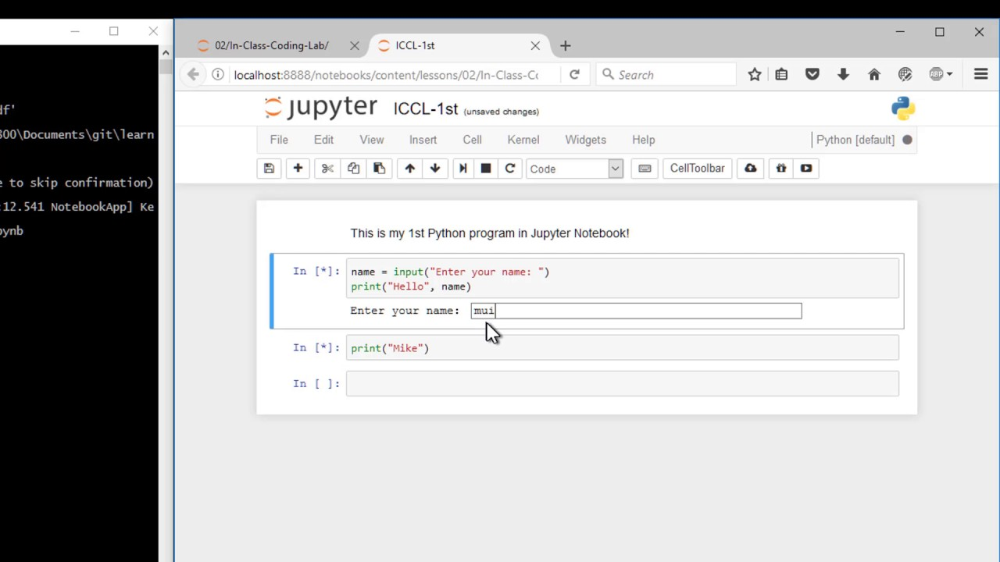 df'
300\Documents\git\learn
e to skip confirmation)
:12.541 NotebookApp] Ke
pynb
02/In-Class-Coding-Lab/
ICCL-1st
localhost:8888/notebooks/content/lessons/02/In-Class-Cc
Search
ABP
jupyter ICCL-1st (unsaved changes)
File Edit View Insert Cell Kernel Widgets Help Python [default]
Code CellToolbar
This is my 1st Python program in Jupyter Notebook!
In [*]: name = input("Enter your name: ")
print("Hello", name)
Enter your name: mui
In [*]: print("Mike")
In [ ]: